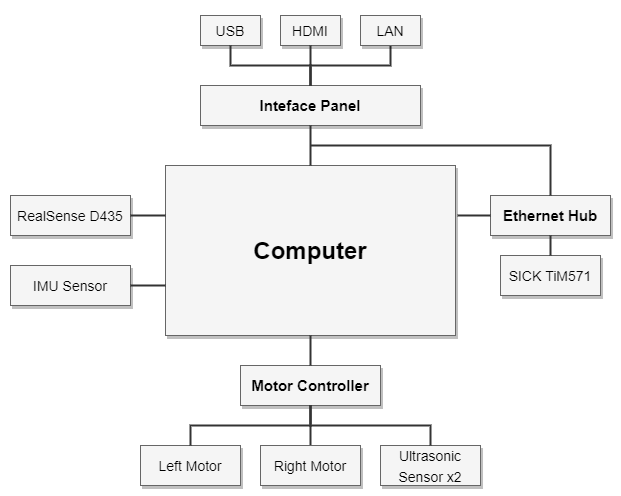 USB
HDMI
LAN
Inteface Panel
RealSense D435
Computer
Ethernet Hub
IMU Sensor
SICK TiM571
Motor Controller
Left Motor
Right Motor
Ultrasonic
Sensor x2